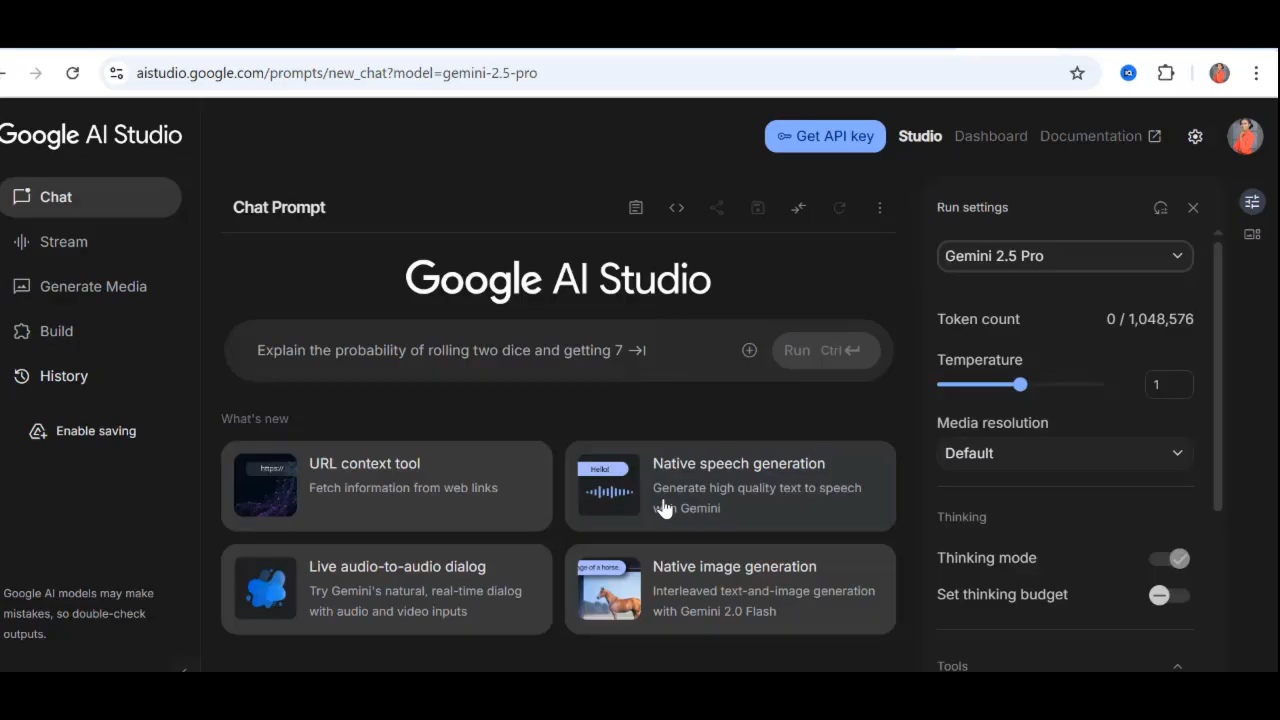 aistudio.google.com/prompts/new_chat?model=gemini-2.5-pro
Google AI Studio
Get API key
Studio
Dashboard
Documentation
Chat
Stream
Generate Media
Build
History
Enable saving
Google AI models may make
mistakes, so double-check
outputs.
Chat Prompt
Google AI Studio
Explain the probability of rolling two dice and getting 7
Run Ctrl
What's new
https://
URL context tool
Fetch information from web links
Hello!
Native speech generation
Generate high quality text to speech
Gemini
Live audio-to-audio dialog
Try Gemini's natural, real-time dialog
with audio and video inputs
of a horse.
Native image generation
Interleaved text-and-image generation
with Gemini 2.0 Flash
Run settings
Gemini 2.5 Pro
Token count 0 / 1,048,576
Temperature
1
Media resolution
Default
Thinking
Thinking mode
Set thinking budget
Tools